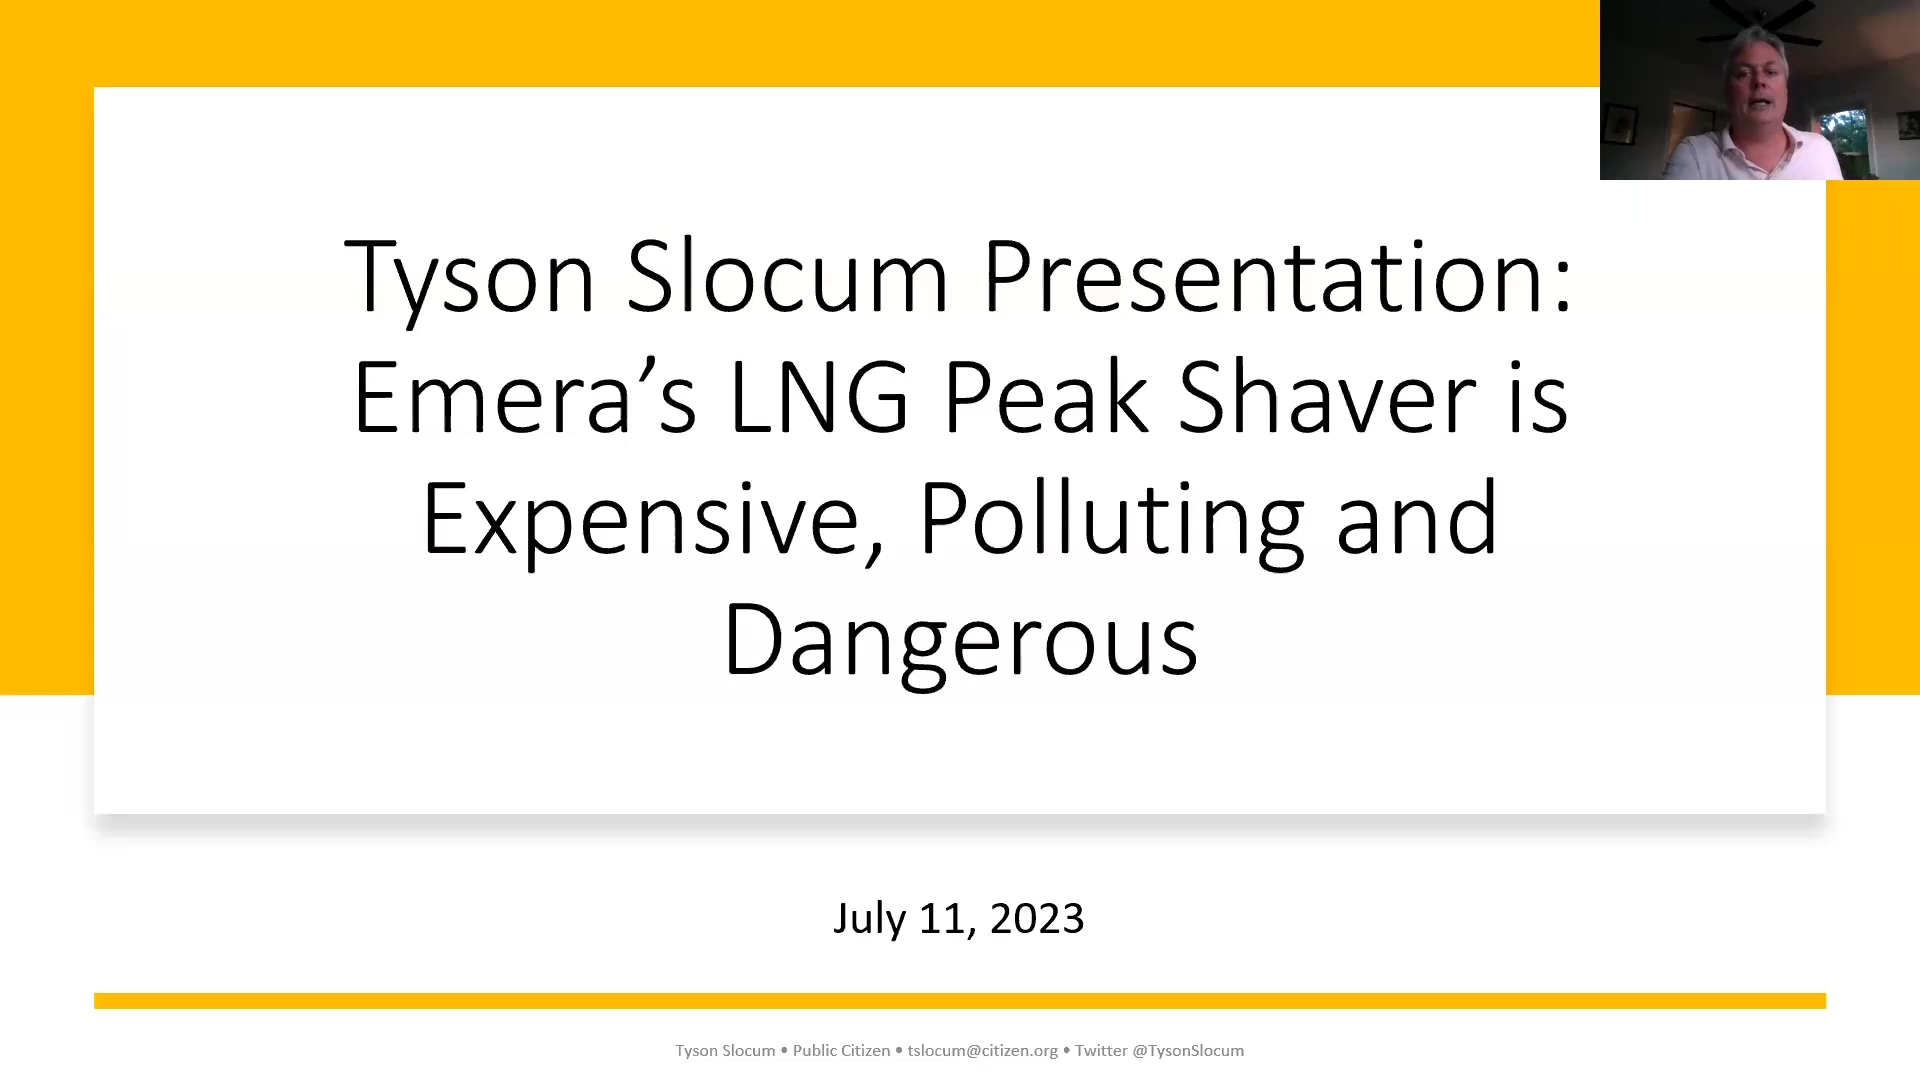 Tyson Slocum Presentation:
Emera’s LNG Peak Shaver is
Expensive, Polluting and
Dangerous
July 11, 2023
Tyson Slocum • Public Citizen • tslocum@citizen.org • Twitter @TysonSlocum